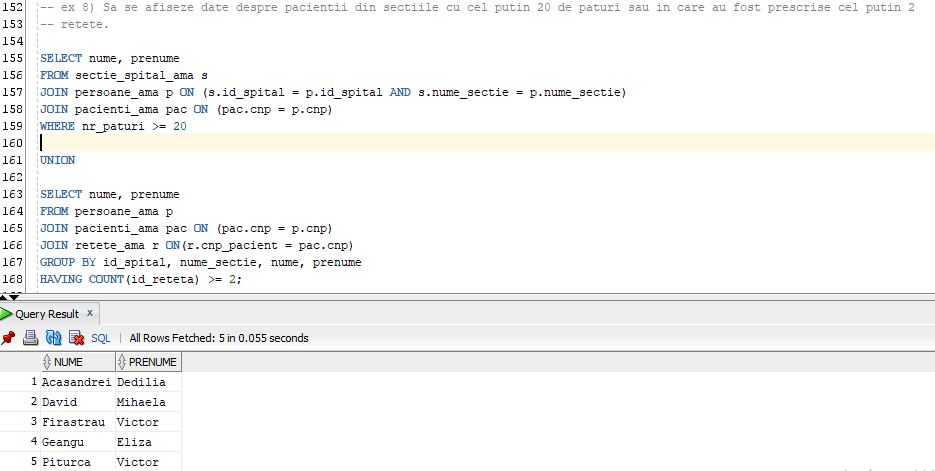 152 -- ex 8) Sa se afiseze date despre pacientii din sectiile cu cel putin 20 de paturi sau in care au fost prescrise cel putin 2
153 -- retete.
154
155 SELECT nume, prenume
156 FROM sectie_spital_ama s
157 JOIN persoane_ama p ON (s.id_spital = p.id_spital AND s.nume_sectie = p.nume_sectie)
158 JOIN pacienti_ama pac ON (pac.cnp = p.cnp)
159 WHERE nr_paturi >= 20
160
161 UNION
162
163 SELECT nume, prenume
164 FROM persoane_ama p
165 JOIN pacienti_ama pac ON (pac.cnp = p.cnp)
166 JOIN retete_ama r ON(r.cnp_pacient = pac.cnp)
167 GROUP BY id_spital, nume_sectie, nume, prenume
168 HAVING COUNT(id_reteta) >= 2;
Query Result x
SQL | All Rows Fetched: 5 in 0.055 seconds
NUME PRENUME
1 Acasandrei Dedilia
2 David Mihaela
3 Firastrau Victor
4 Geangu Eliza
5 Piturca Victor